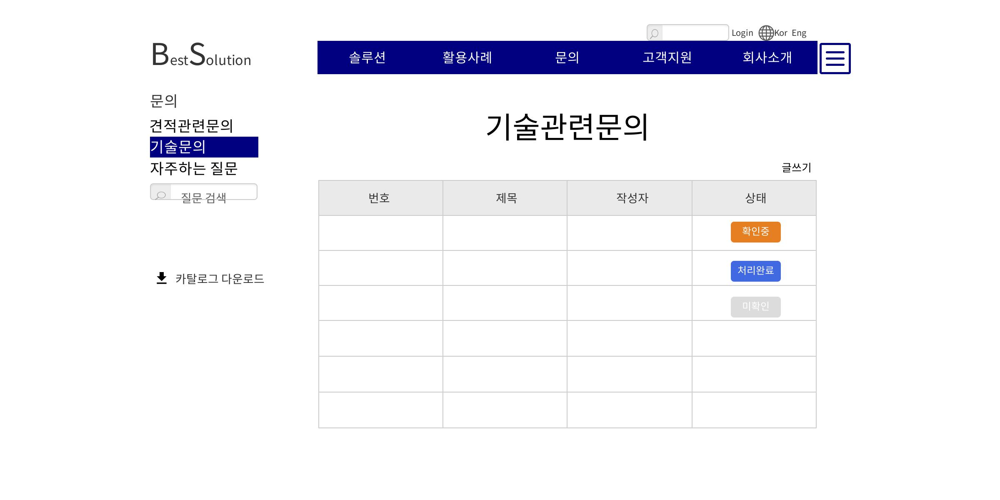 Login Kor Eng
BestSolution
솔루션 활용사례 문의 고객지원 회사소개
문의
견적관련문의
기술문의
자주하는 질문
질문 검색
카탈로그 다운로드
기술관련문의
글쓰기
번호 제목 작성자 상태
확인중
처리완료
미확인